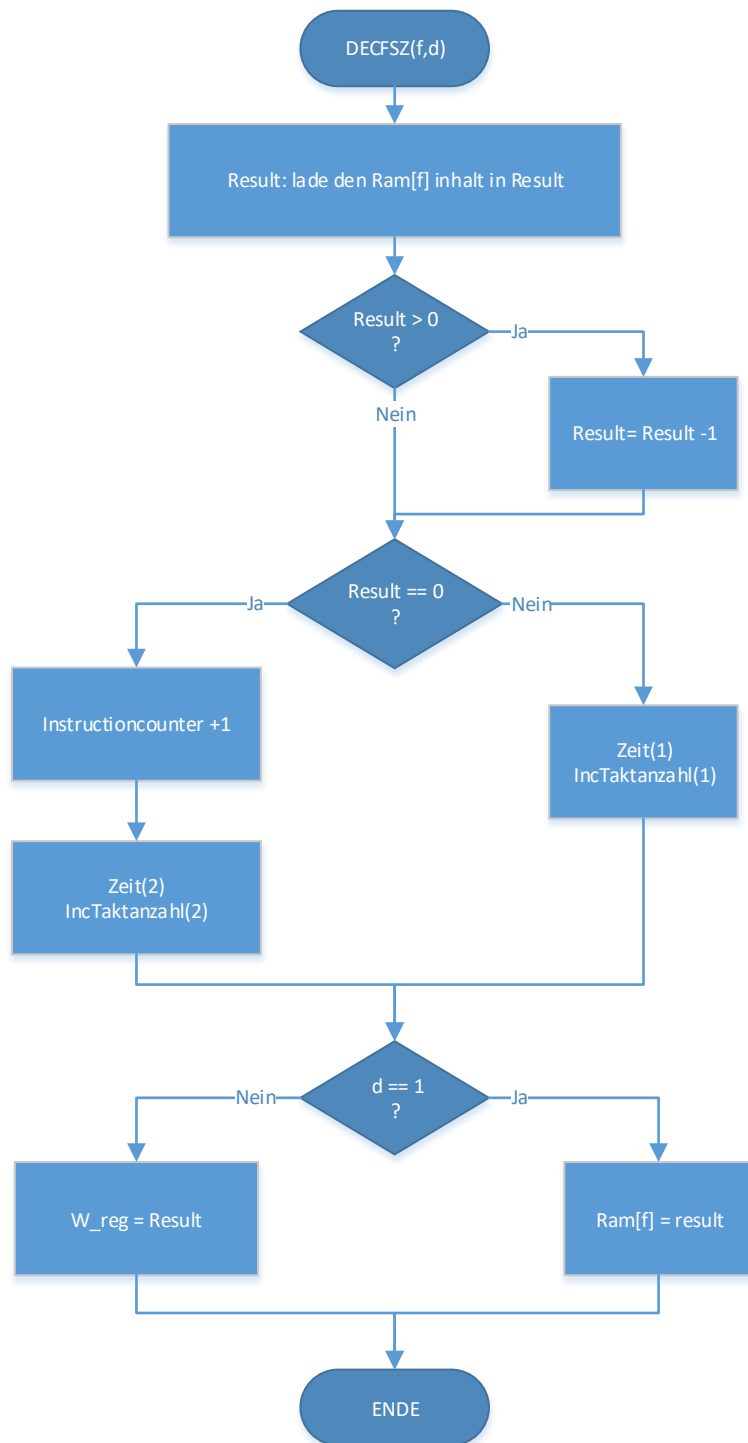 DECFSZ(f,d)
Result: lade den Ram[f] inhalt in Result
Result > 0
?
Ja
Nein
Result= Result -1
Result == 0
?
Ja
Nein
Instructioncounter +1
Zeit(1)
IncTaktanzahl(1)
Zeit(2)
IncTaktanzahl(2)
d == 1
?
Nein
Ja
W_reg = Result
Ram[f] = result
ENDE